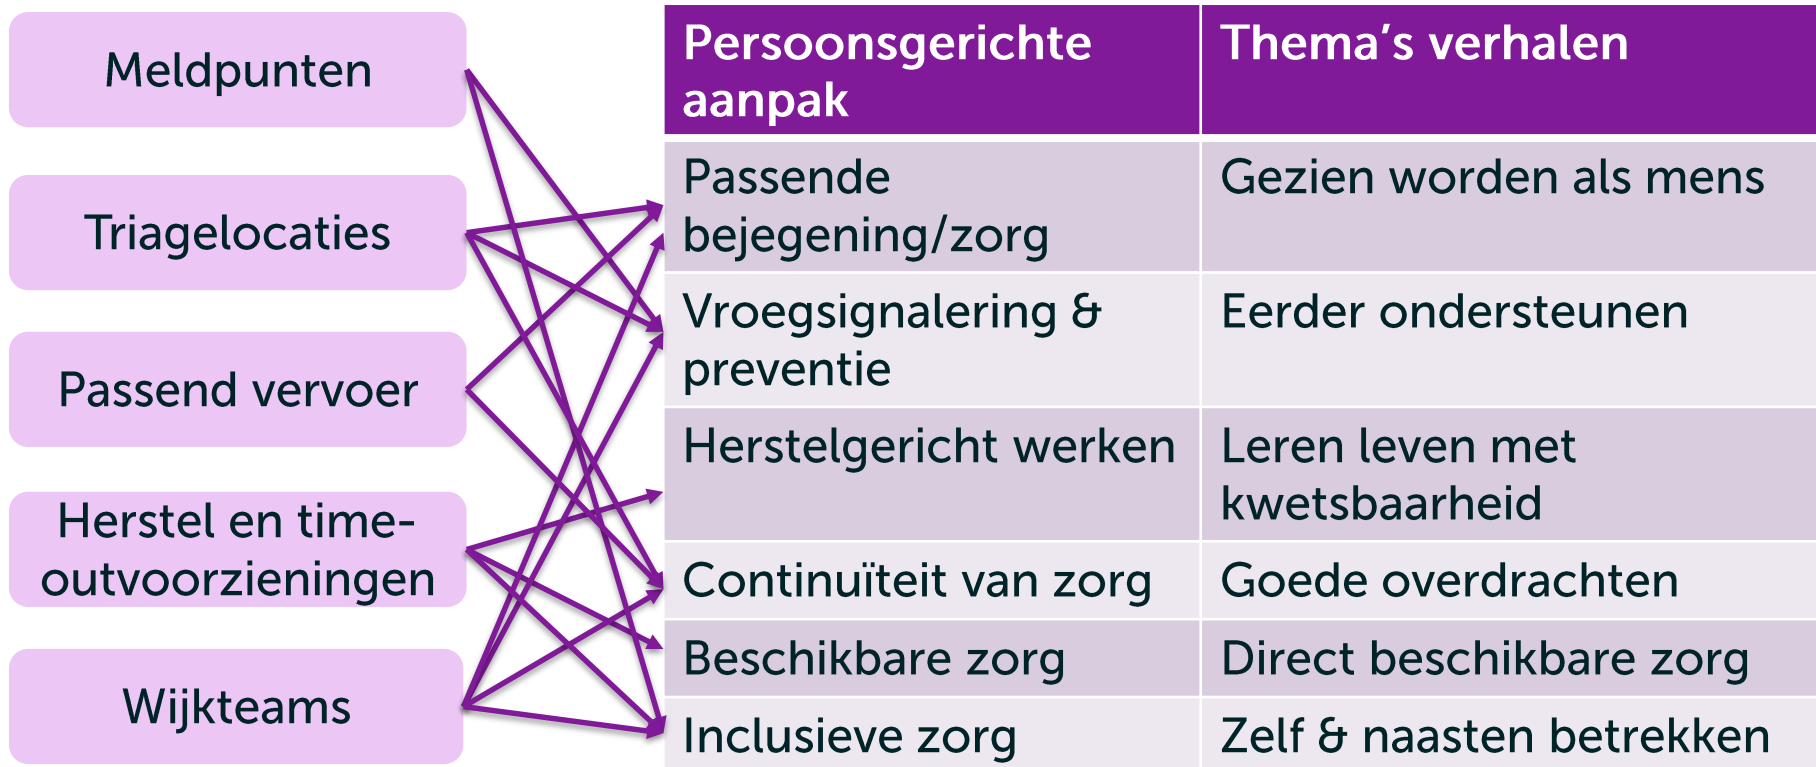 Meldpunten
Triagelocaties
Passend vervoer
Herstel en time-
outvoorzieningen
Wijkteams
Persoonsgerichte
aanpak
Thema's verhalen
Passende
bejegening/zorg
Gezien worden als mens
Vroegsignalering &
preventie
Eerder ondersteunen
Herstelgericht werken
Leren leven met
kwetsbaarheid
Continuïteit van zorg
Goede overdrachten
Beschikbare zorg
Direct beschikbare zorg
Inclusieve zorg
Zelf & naasten betrekken